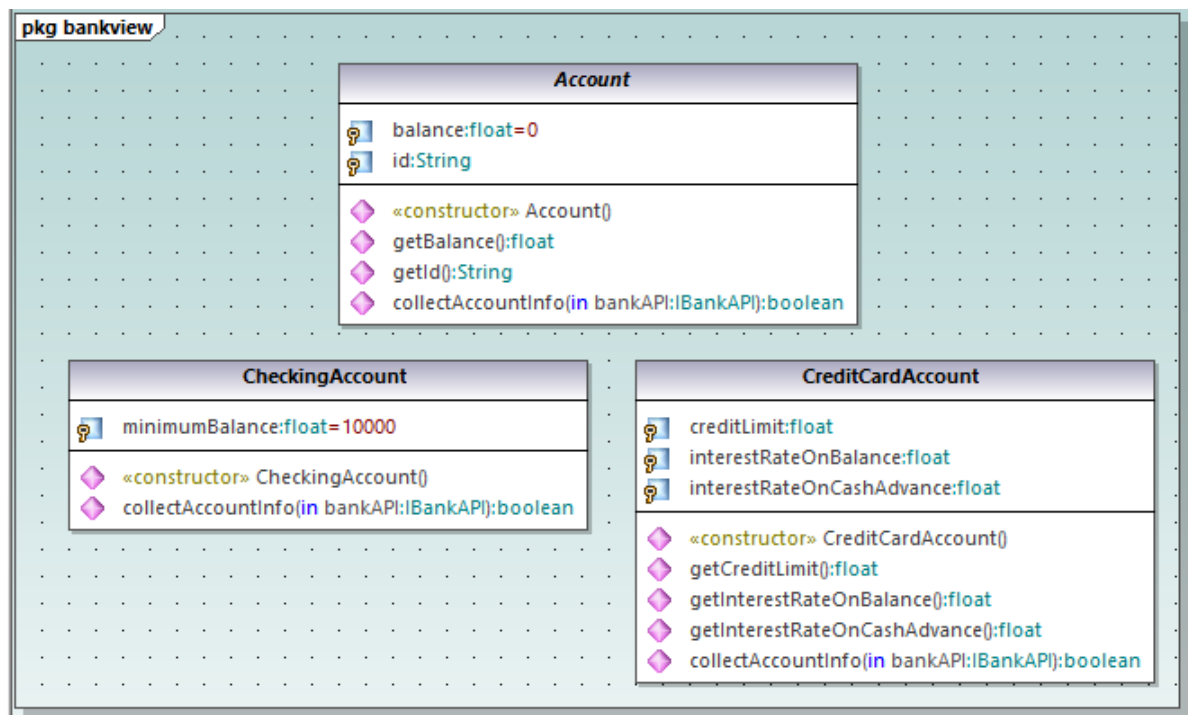 pkg bankview
Account
balance:float=0
id:String
«constructor» Account()
getBalance():float
getId():String
collectAccountInfo(in bankAPI:IBankAPI):boolean
CheckingAccount
minimumBalance:float=10000
«constructor» CheckingAccount()
collectAccountInfo(in bankAPI:IBankAPI):boolean
CreditCardAccount
creditLimit:float
interestRateOnBalance:float
interestRateOnCashAdvance:float
«constructor» CreditCardAccount()
getCreditLimit():float
getInterestRateOnBalance():float
getInterestRateOnCashAdvance():float
collectAccountInfo(in bankAPI:IBankAPI):boolean